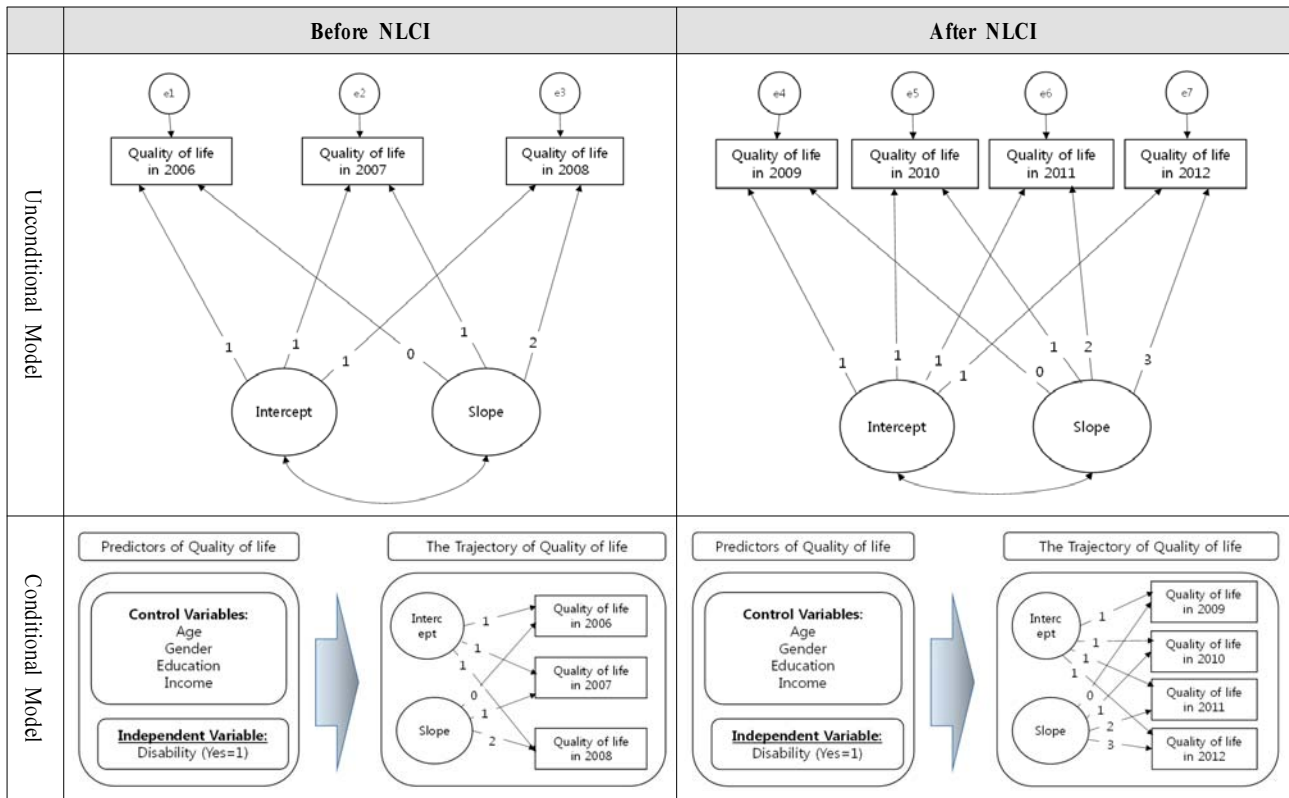 Before NLCI
After NLCI
Unconditional Model
e1
e2
e3
Quality of life
in 2006
Quality of life
in 2007
Quality of life
in 2008
1
1
1
0
1
2
Intercept
Slope
e4
e5
e6
e7
Quality of life
in 2009
Quality of life
in 2010
Quality of life
in 2011
Quality of life
in 2012
1
1
1
1
0
1
2
3
Intercept
Slope
Conditional Model
Predictors of Quality of life
Control Variables:
Age
Gender
Education
Income
Independent Variable:
Disability (Yes=1)
The Trajectory of Quality of life
Interc
ept
Slope
1
1
1
0
1
2
Quality of life
in 2006
Quality of life
in 2007
Quality of life
in 2008
Predictors of Quality of life
Control Variables:
Age
Gender
Education
Income
Independent Variable:
Disability (Yes=1)
The Trajectory of Quality of life
Interc
ept
Slope
1
1
1
1
0
1
2
3
Quality of life
in 2009
Quality of life
in 2010
Quality of life
in 2011
Quality of life
in 2012